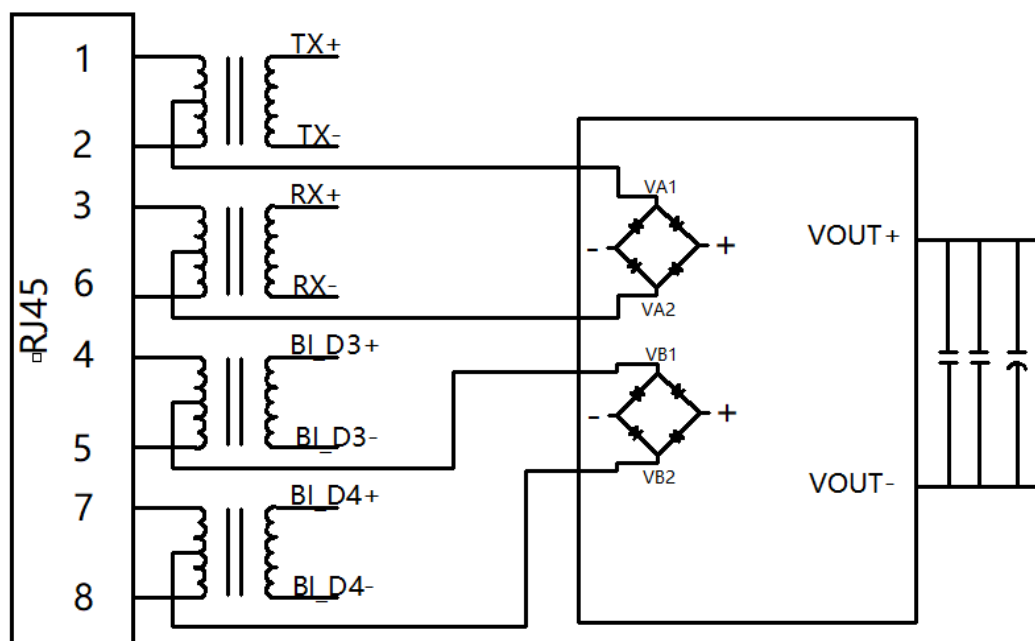 RJ45
1
2
3
6
4
5
7
8
TX+
TX-
RX+
RX-
BI_D3+
BI_D3-
BI_D4+
BI_D4-
VA1
- +
VA2
VB1
- +
VB2
VOUT+
VOUT-